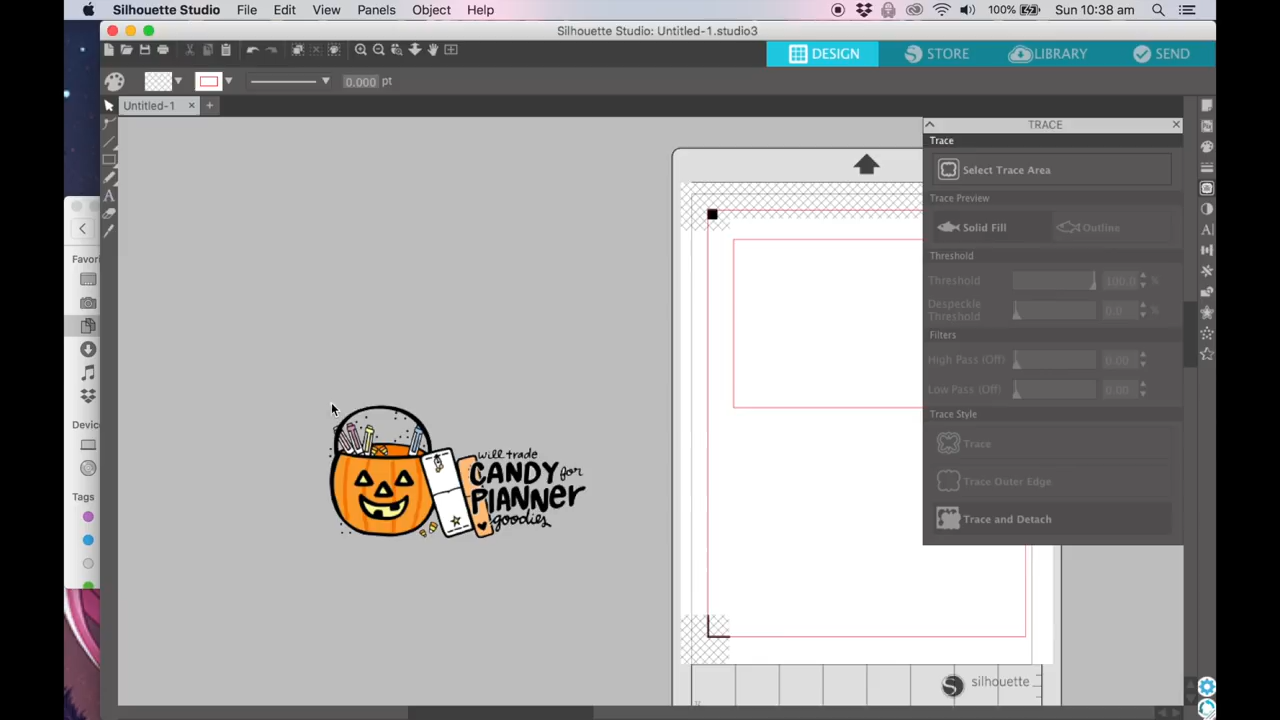 Silhouette Studio File Edit View Panels Object Help 100% Sun 10:38 am
Silhouette Studio: Untitled-1.studio3
DESIGN STORE LIBRARY SEND
0.000 pt
Untitled-1 × +
TRACE
Trace
Select Trace Area
Trace Preview
Solid Fill Outline
Threshold
Threshold 100.0 %
Despeckle Threshold 0.0 %
Filters
High Pass (Off) 0.00
Low Pass (Off) 0.00
Trace Style
Trace
Trace Outer Edge
Trace and Detach
Favori
Device
Tags
will trade
CANDY for
PLANNER
goodies
silhouette